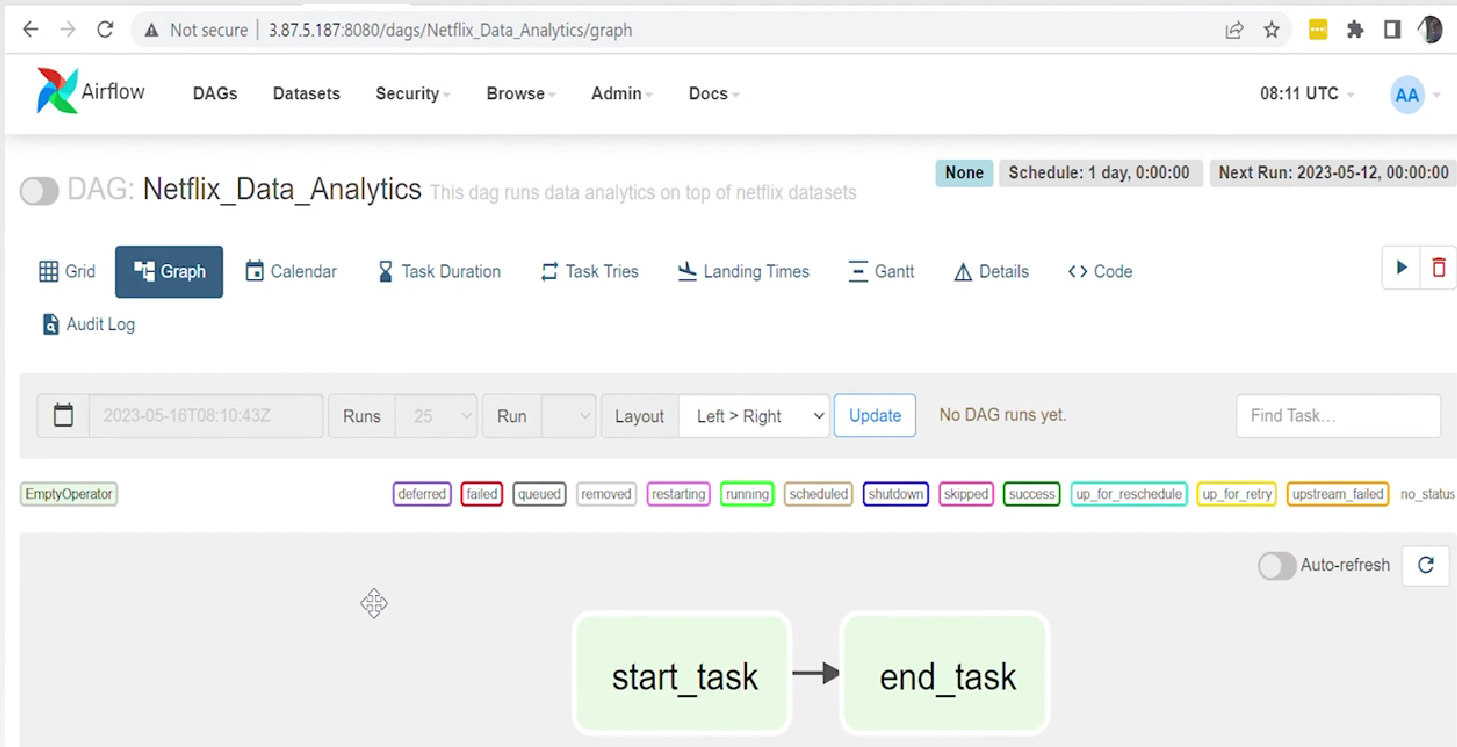 Not secure | 3.87.5.187:8080/dags/Netflix_Data_Analytics/graph
Airflow DAGs Datasets Security Browse Admin Docs 08:11 UTC AA
None Schedule: 1 day, 0:00:00 Next Run: 2023-05-12, 00:00:00
DAG: Netflix_Data_Analytics This dag runs data analytics on top of netflix datasets
Grid Graph Calendar Task Duration Task Tries Landing Times Gantt Details <> Code
Audit Log
2023-05-16T08:10:43Z Runs 25 Run Layout Left > Right Update No DAG runs yet. Find Task...
EmptyOperator deferred failed queued removed restarting running scheduled shutdown skipped success up_for_reschedule up_for_retry upstream_failed no_status
Auto-refresh
start_task end_task